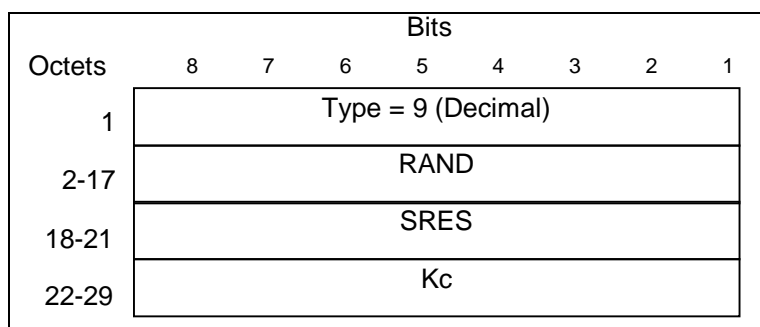 Bits
Octets 8 7 6 5 4 3 2 1
1 Type = 9 (Decimal)
2-17 RAND
18-21 SRES
22-29 Kc